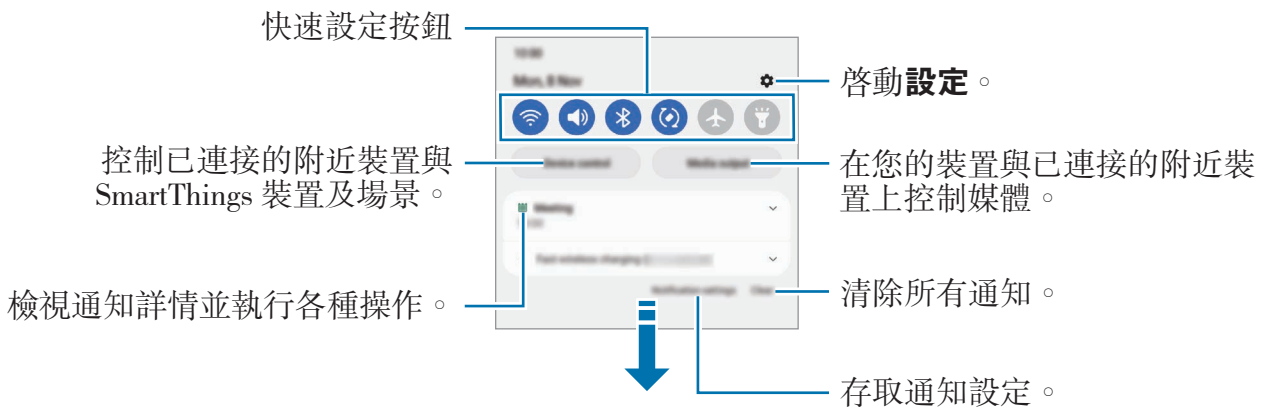 快速設定按鈕
10:00
Mon, 8 Nov
啓動設定。
控制已連接的附近裝置與
SmartThings 裝置及場景。
Device control
Media output
在您的裝置與已連接的附近裝
置上控制媒體。
Meeting
Fast wireless charging
檢視通知詳情並執行各種操作。
Notification settings
Clear
清除所有通知。
存取通知設定。